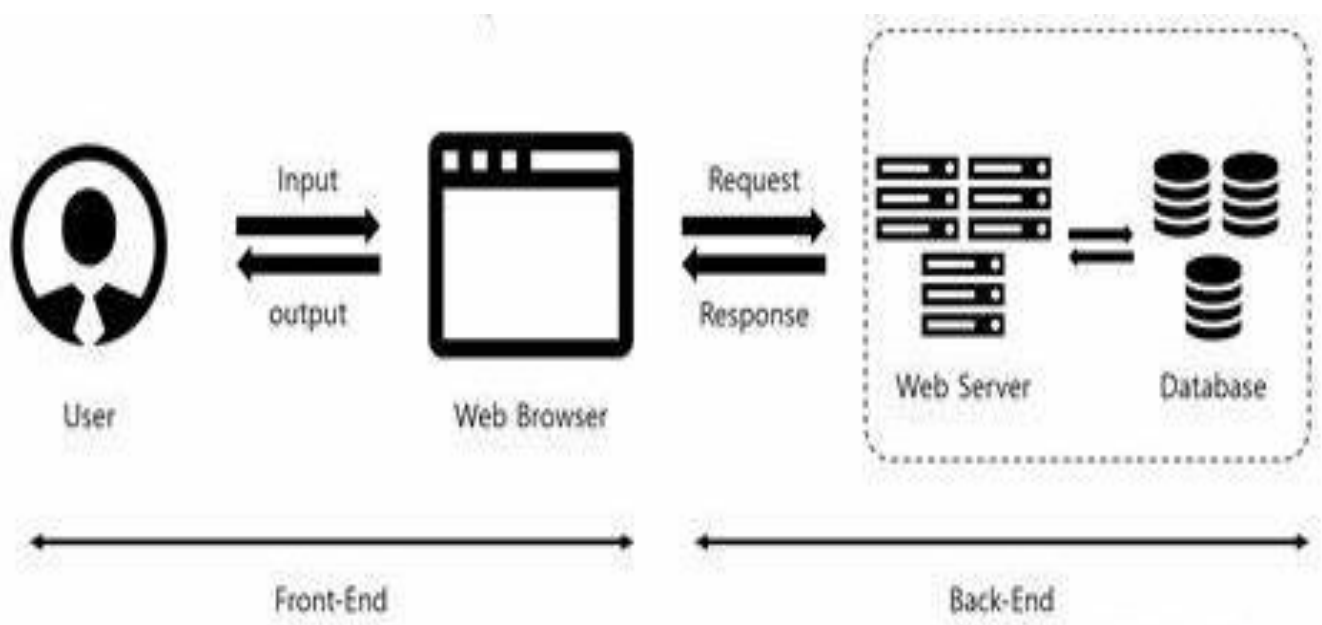 Input
output
User
Web Browser
Request
Response
Web Server
Database
Front-End
Back-End